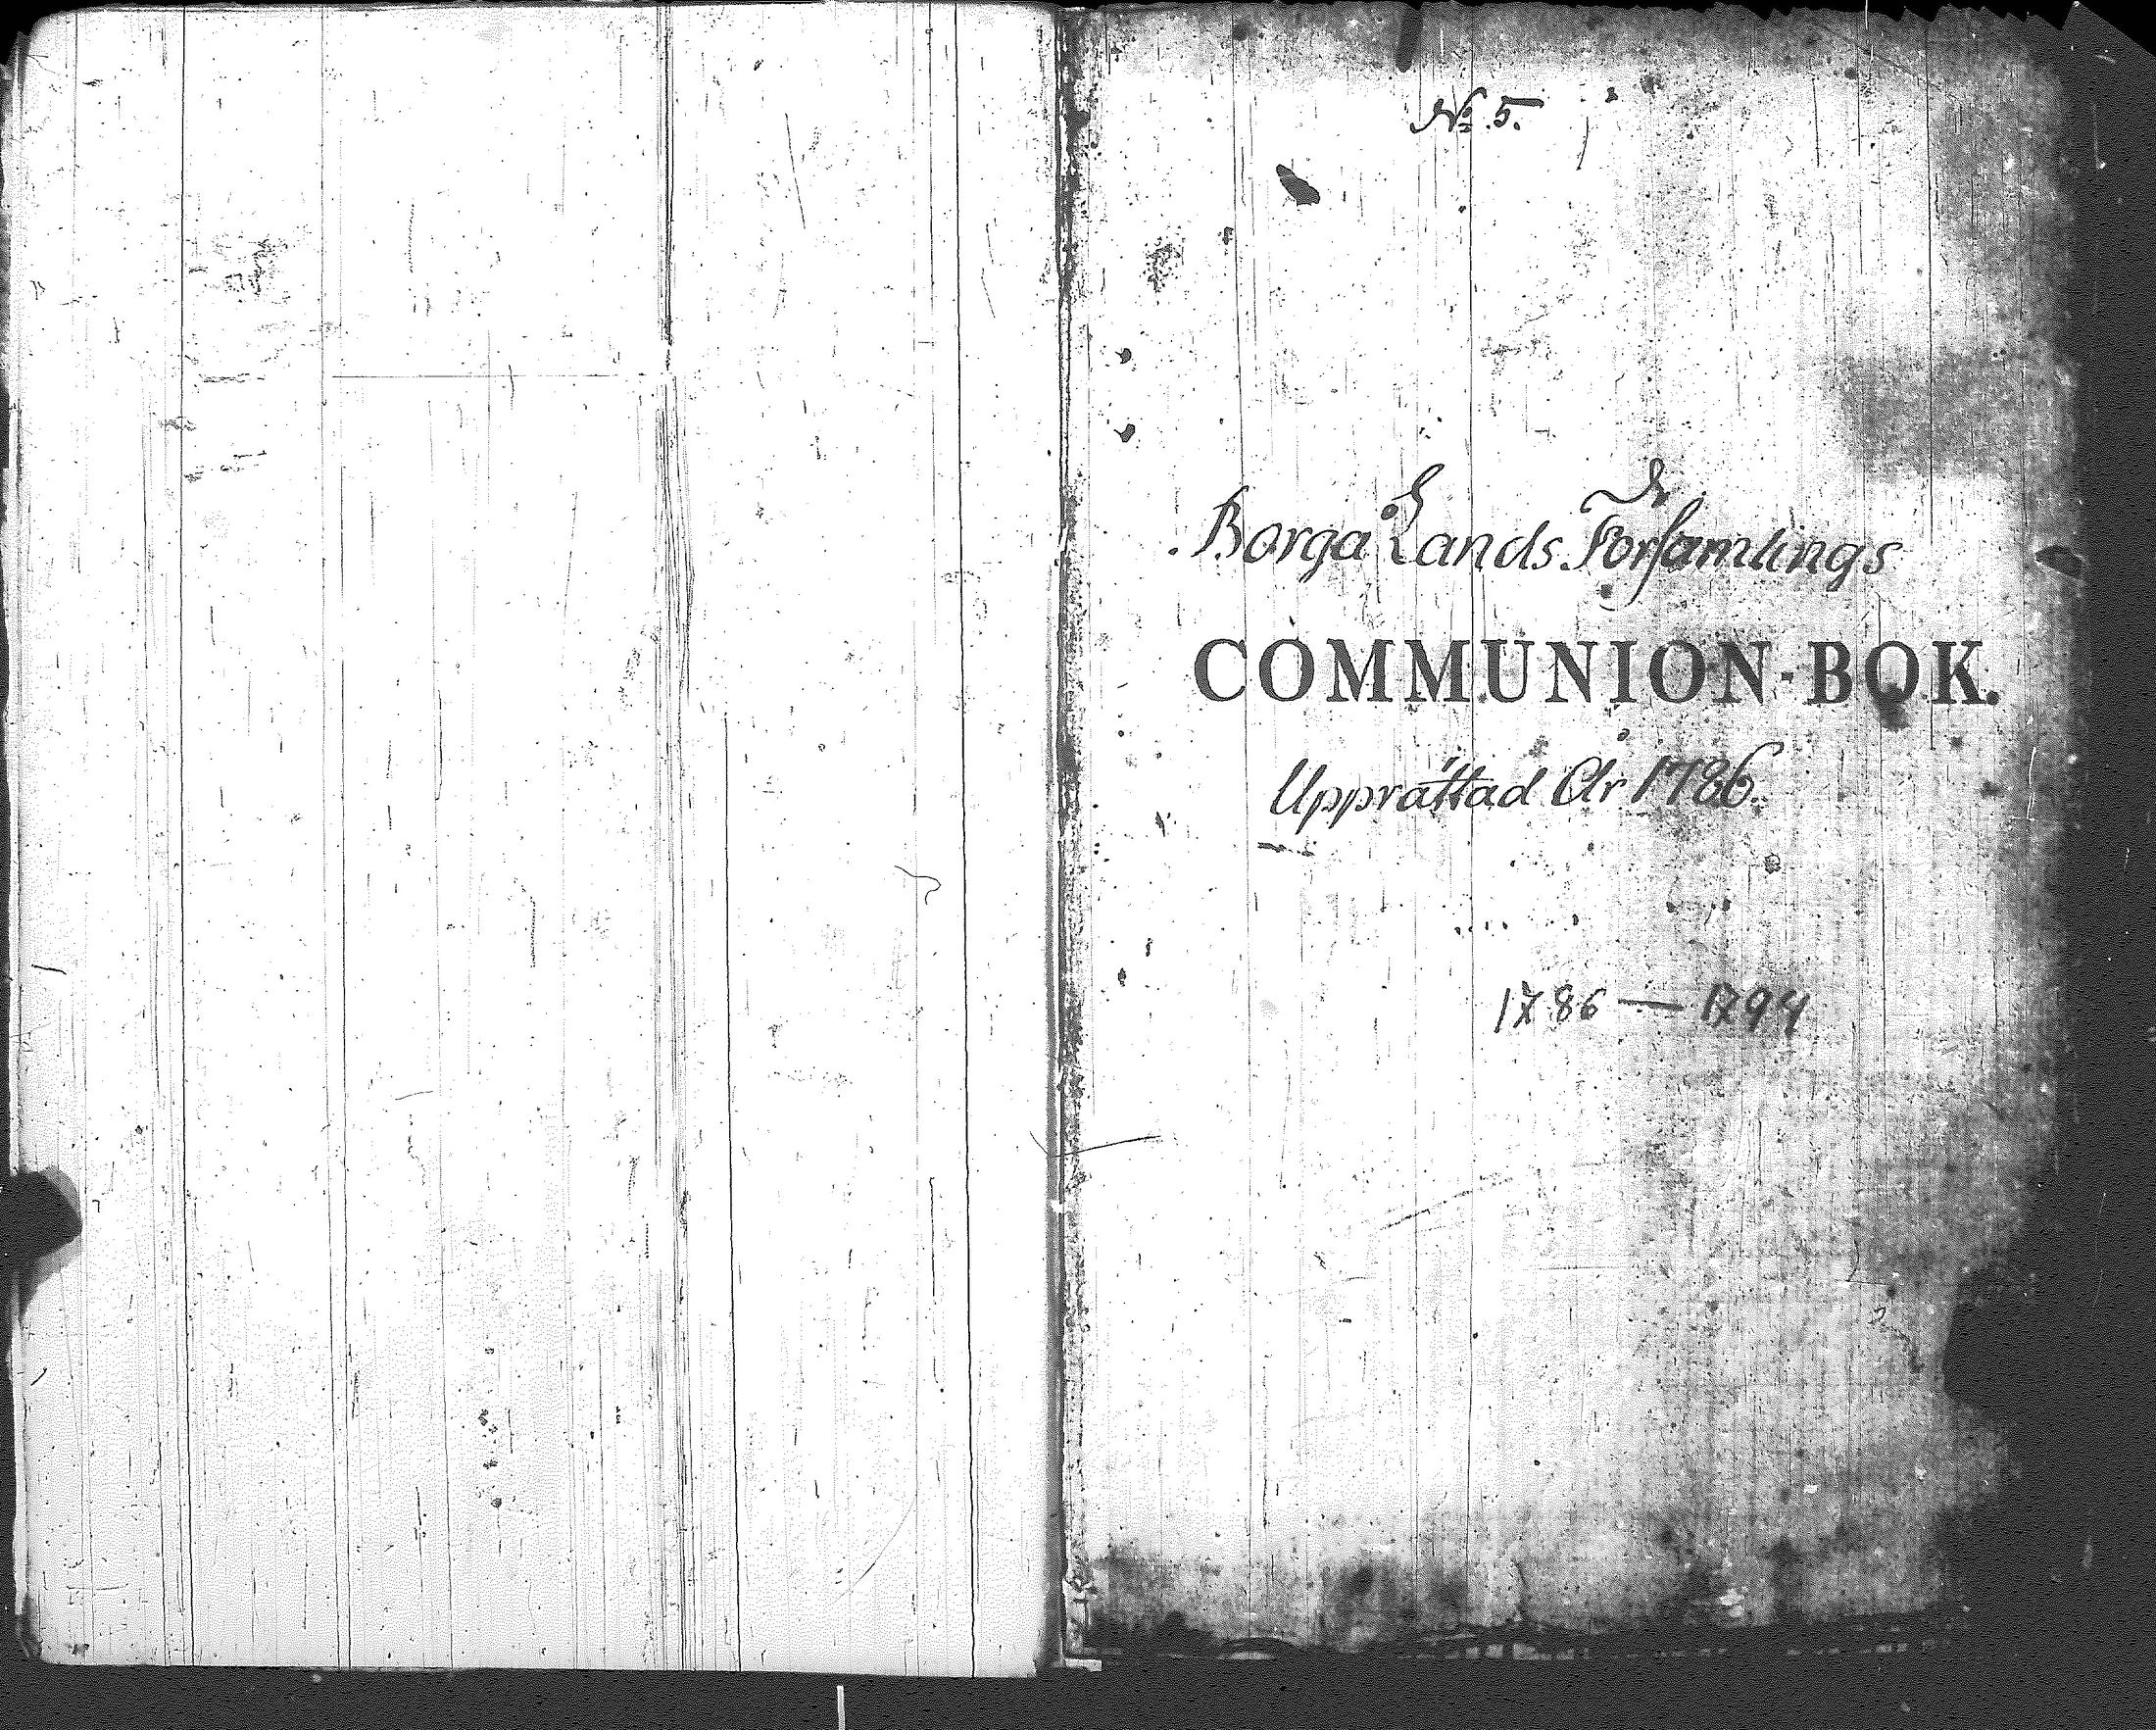 No 5.
Borgå Lands Församlings
COMMUNION-BOK.
Upprättad År 1786.
1786 — 1794